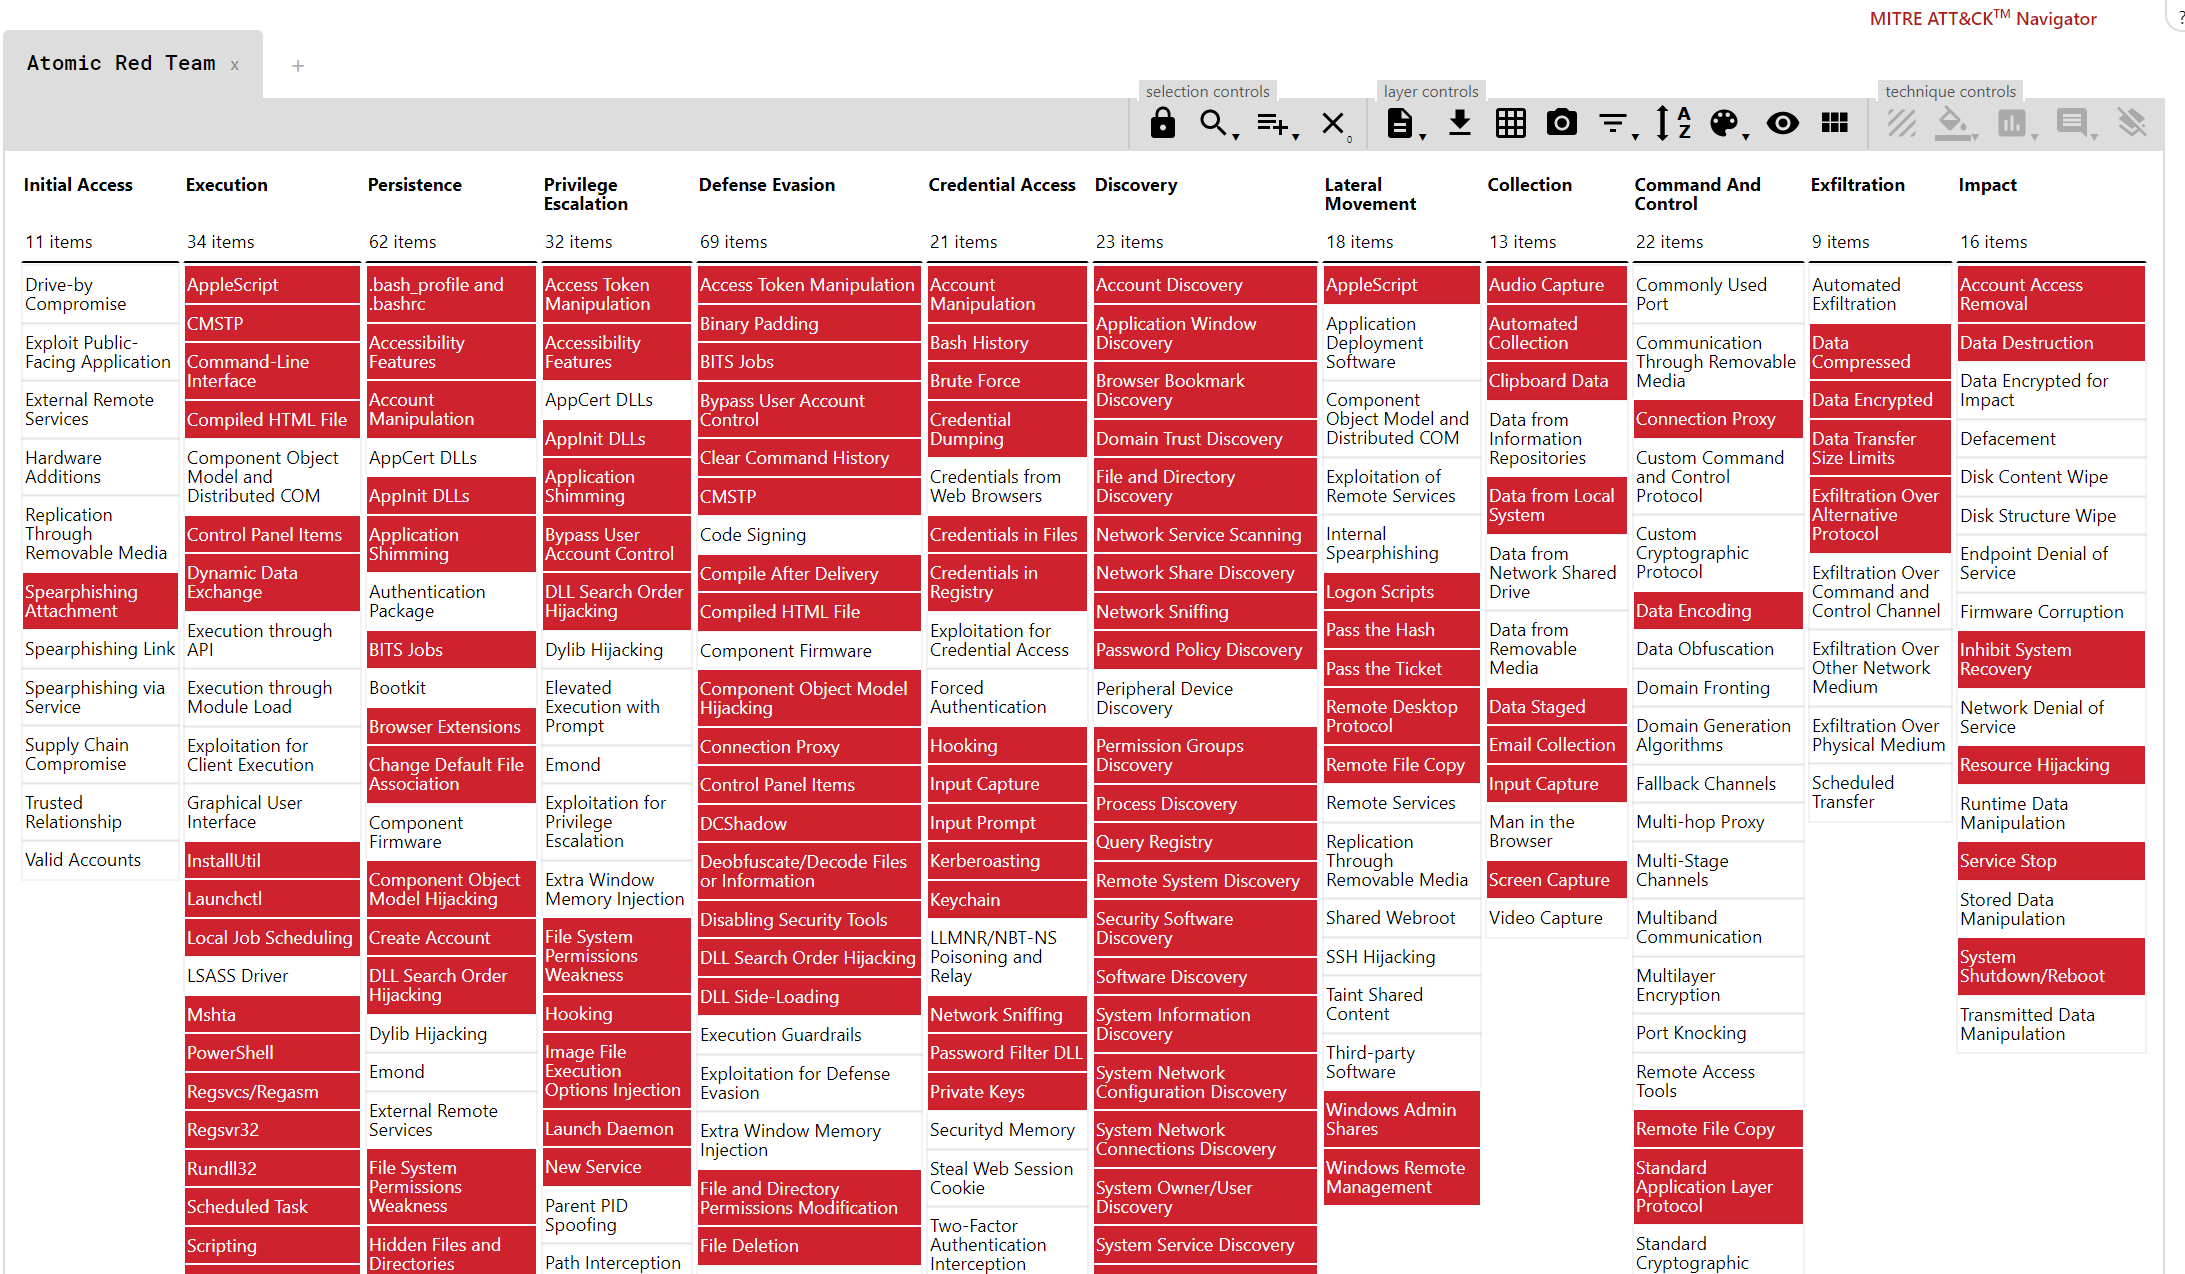 MITRE ATT&CK™ Navigator
?
Atomic Red Team x
+
selection controls
layer controls
technique controls
0
A
Z
Initial Access
11 items
Drive-by
Compromise
Exploit Public-
Facing Application
External Remote
Services
Hardware
Additions
Replication
Through
Removable Media
Spearphishing
Attachment
Spearphishing Link
Spearphishing via
Service
Supply Chain
Compromise
Trusted
Relationship
Valid Accounts
Execution
34 items
AppleScript
CMSTP
Command-Line
Interface
Compiled HTML File
Component Object
Model and
Distributed COM
Control Panel Items
Dynamic Data
Exchange
Execution through
API
Execution through
Module Load
Exploitation for
Client Execution
Graphical User
Interface
InstallUtil
Launchctl
Local Job Scheduling
LSASS Driver
Mshta
PowerShell
Regsvcs/Regasm
Regsvr32
Rundll32
Scheduled Task
Scripting
Persistence
62 items
.bash_profile and
.bashrc
Accessibility
Features
Account
Manipulation
AppCert DLLs
AppInit DLLs
Application
Shimming
Authentication
Package
BITS Jobs
Bootkit
Browser Extensions
Change Default File
Association
Component
Firmware
Component Object
Model Hijacking
Create Account
DLL Search Order
Hijacking
Dylib Hijacking
Emond
External Remote
Services
File System
Permissions
Weakness
Hidden Files and
Directories
Privilege
Escalation
32 items
Access Token
Manipulation
Accessibility
Features
AppCert DLLs
AppInit DLLs
Application
Shimming
Bypass User
Account Control
DLL Search Order
Hijacking
Dylib Hijacking
Elevated
Execution with
Prompt
Emond
Exploitation for
Privilege
Escalation
Extra Window
Memory Injection
File System
Permissions
Weakness
Hooking
Image File
Execution
Options Injection
Launch Daemon
New Service
Parent PID
Spoofing
Path Interception
Defense Evasion
69 items
Access Token Manipulation
Binary Padding
BITS Jobs
Bypass User Account
Control
Clear Command History
CMSTP
Code Signing
Compile After Delivery
Compiled HTML File
Component Firmware
Component Object Model
Hijacking
Connection Proxy
Control Panel Items
DCShadow
Deobfuscate/Decode Files
or Information
Disabling Security Tools
DLL Search Order Hijacking
DLL Side-Loading
Execution Guardrails
Exploitation for Defense
Evasion
Extra Window Memory
Injection
File and Directory
Permissions Modification
File Deletion
Credential Access
21 items
Account
Manipulation
Bash History
Brute Force
Credential
Dumping
Credentials from
Web Browsers
Credentials in Files
Credentials in
Registry
Exploitation for
Credential Access
Forced
Authentication
Hooking
Input Capture
Input Prompt
Kerberoasting
Keychain
LLMNR/NBT-NS
Poisoning and
Relay
Network Sniffing
Password Filter DLL
Private Keys
Securityd Memory
Steal Web Session
Cookie
Two-Factor
Authentication
Interception
Discovery
23 items
Account Discovery
Application Window
Discovery
Browser Bookmark
Discovery
Domain Trust Discovery
File and Directory
Discovery
Network Service Scanning
Network Share Discovery
Network Sniffing
Password Policy Discovery
Peripheral Device
Discovery
Permission Groups
Discovery
Process Discovery
Query Registry
Remote System Discovery
Security Software
Discovery
Software Discovery
System Information
Discovery
System Network
Configuration Discovery
System Network
Connections Discovery
System Owner/User
Discovery
System Service Discovery
Lateral
Movement
18 items
AppleScript
Application
Deployment
Software
Component
Object Model and
Distributed COM
Exploitation of
Remote Services
Internal
Spearphishing
Logon Scripts
Pass the Hash
Pass the Ticket
Remote Desktop
Protocol
Remote File Copy
Remote Services
Replication
Through
Removable Media
Shared Webroot
SSH Hijacking
Taint Shared
Content
Third-party
Software
Windows Admin
Shares
Windows Remote
Management
Collection
13 items
Audio Capture
Automated
Collection
Clipboard Data
Data from
Information
Repositories
Data from Local
System
Data from
Network Shared
Drive
Data from
Removable
Media
Data Staged
Email Collection
Input Capture
Man in the
Browser
Screen Capture
Video Capture
Command And
Control
22 items
Commonly Used
Port
Communication
Through Removable
Media
Connection Proxy
Custom Command
and Control
Protocol
Custom
Cryptographic
Protocol
Data Encoding
Data Obfuscation
Domain Fronting
Domain Generation
Algorithms
Fallback Channels
Multi-hop Proxy
Multi-Stage
Channels
Multiband
Communication
Multilayer
Encryption
Port Knocking
Remote Access
Tools
Remote File Copy
Standard
Application Layer
Protocol
Standard
Cryptographic
Exfiltration
9 items
Automated
Exfiltration
Data
Compressed
Data Encrypted
Data Transfer
Size Limits
Exfiltration Over
Alternative
Protocol
Exfiltration Over
Command and
Control Channel
Exfiltration Over
Other Network
Medium
Exfiltration Over
Physical Medium
Scheduled
Transfer
Impact
16 items
Account Access
Removal
Data Destruction
Data Encrypted for
Impact
Defacement
Disk Content Wipe
Disk Structure Wipe
Endpoint Denial of
Service
Firmware Corruption
Inhibit System
Recovery
Network Denial of
Service
Resource Hijacking
Runtime Data
Manipulation
Service Stop
Stored Data
Manipulation
System
Shutdown/Reboot
Transmitted Data
Manipulation